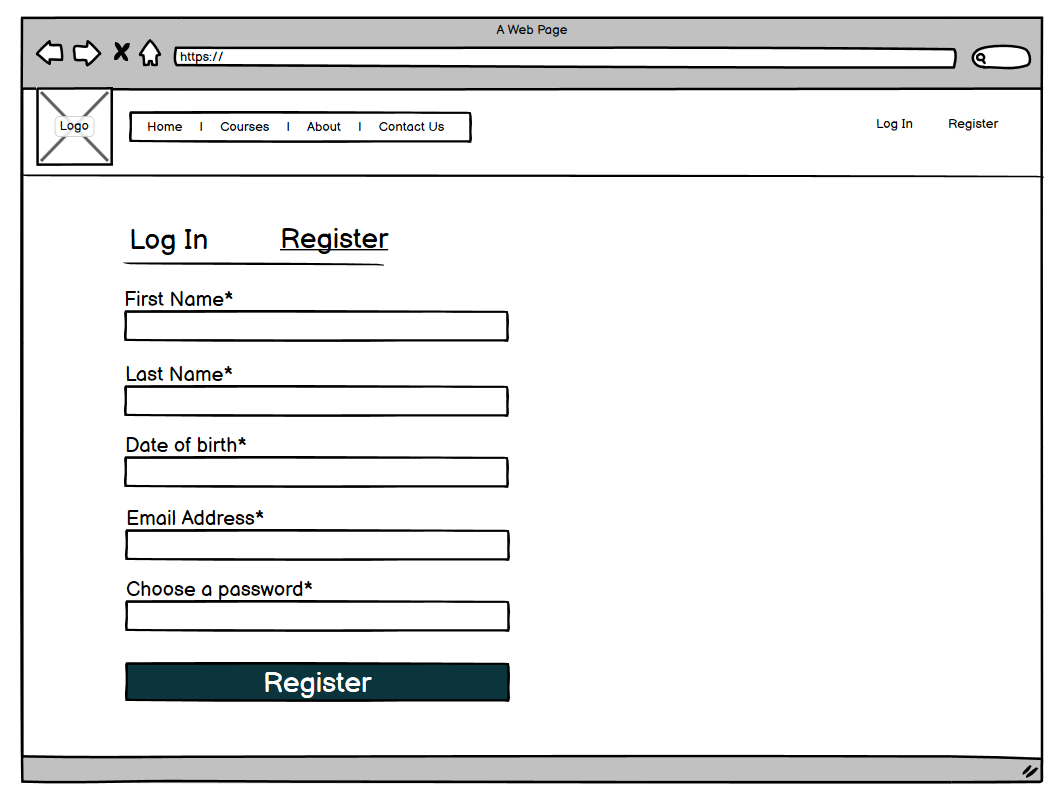 A Web Page
https://
Logo
Home | Courses | About | Contact Us
Log In Register
Log In Register
First Name*
Last Name*
Date of birth*
Email Address*
Choose a password*
Register